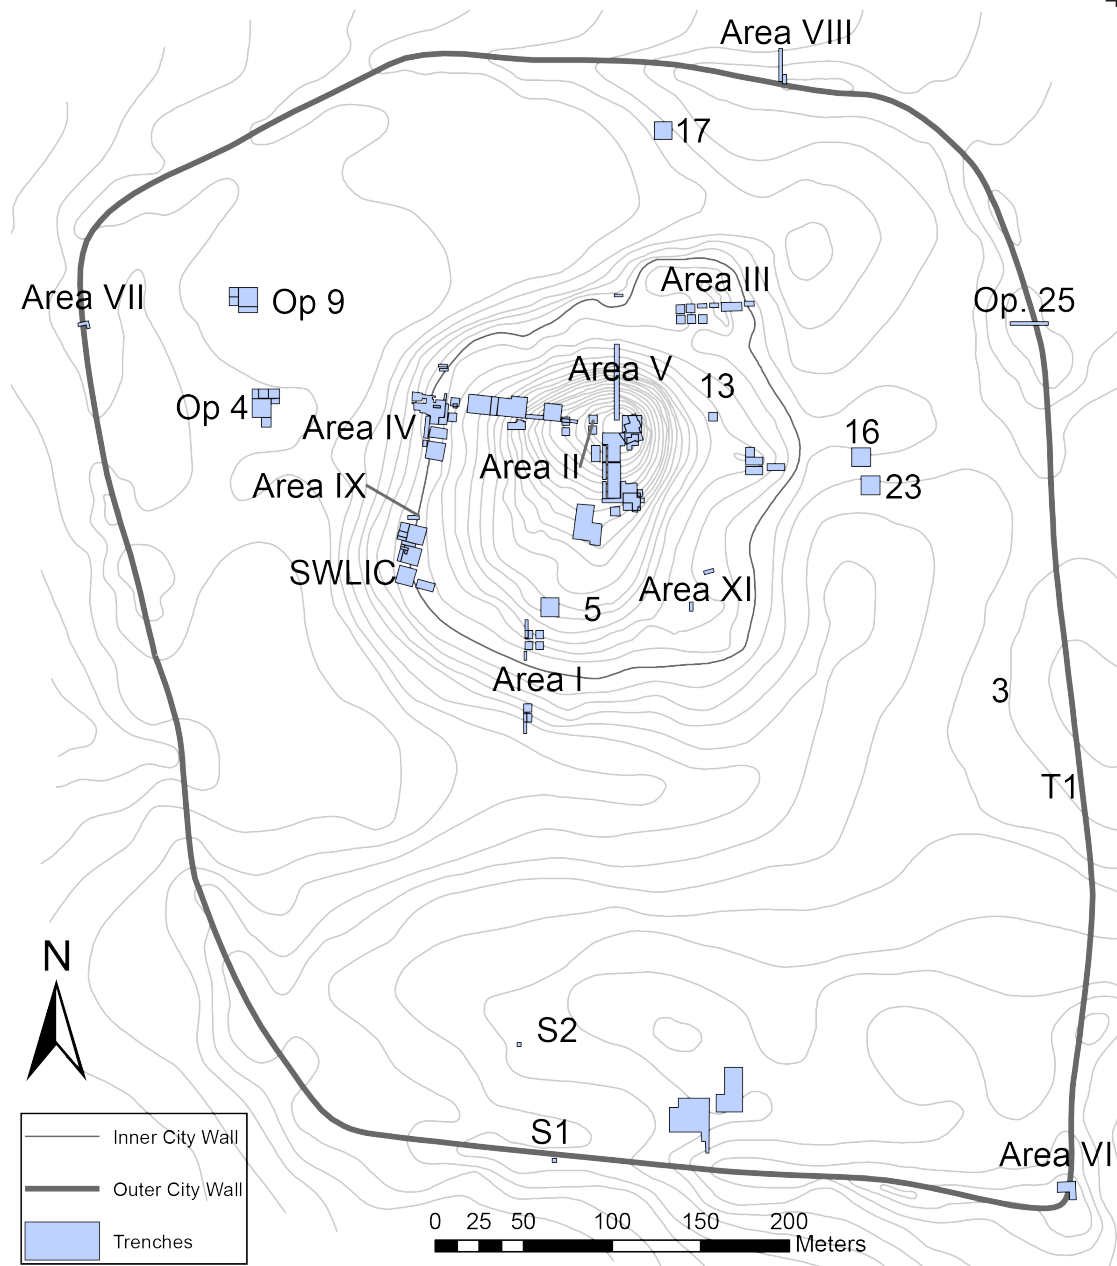 Area VIII
17
Area III
Area VII
Op 9
Op. 25
Area V
13
Op 4
Area IV
16
Area II
Area IX
23
SWLIC
Area XI
5
Area I
3
T1
N
S2
S1
Inner City Wall
Area VI
Outer City Wall
0 25 50 100 150 200
Meters
Trenches